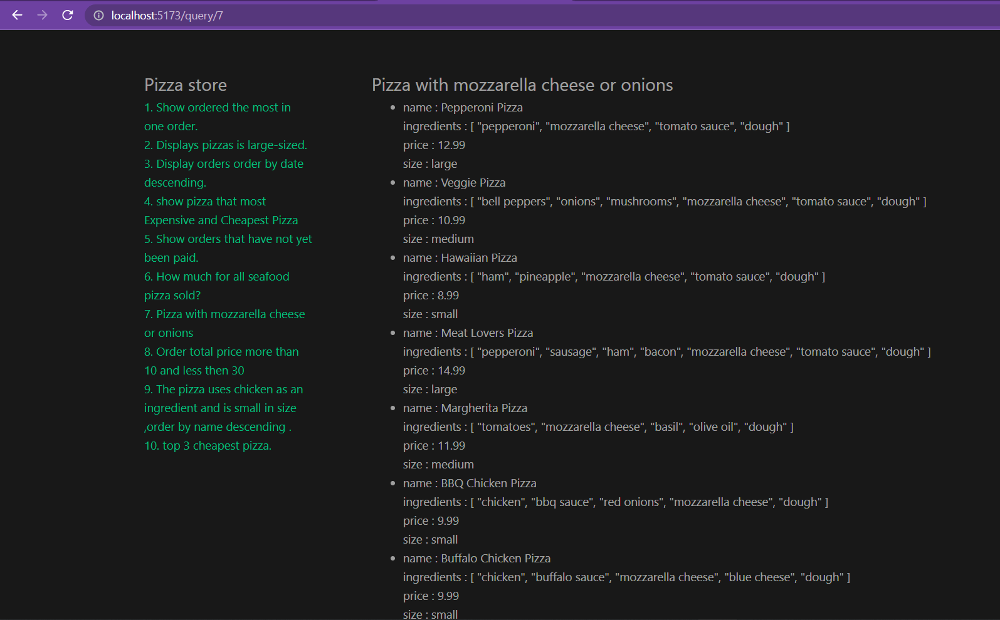 localhost:5173/query/7
Pizza store
1. Show ordered the most in
one order.
2. Displays pizzas is large-sized.
3. Display orders order by date
descending.
4. show pizza that most
Expensive and Cheapest Pizza
5. Show orders that have not yet
been paid.
6. How much for all seafood
pizza sold?
7. Pizza with mozzarella cheese
or onions
8. Order total price more than
10 and less then 30
9. The pizza uses chicken as an
ingredient and is small in size
,order by name descending .
10. top 3 cheapest pizza.
Pizza with mozzarella cheese or onions
name : Pepperoni Pizza
ingredients : [ "pepperoni", "mozzarella cheese", "tomato sauce", "dough" ]
price : 12.99
size : large
name : Veggie Pizza
ingredients : [ "bell peppers", "onions", "mushrooms", "mozzarella cheese", "tomato sauce", "dough" ]
price : 10.99
size : medium
name : Hawaiian Pizza
ingredients : [ "ham", "pineapple", "mozzarella cheese", "tomato sauce", "dough" ]
price : 8.99
size : small
name : Meat Lovers Pizza
ingredients : [ "pepperoni", "sausage", "ham", "bacon", "mozzarella cheese", "tomato sauce", "dough" ]
price : 14.99
size : large
name : Margherita Pizza
ingredients : [ "tomatoes", "mozzarella cheese", "basil", "olive oil", "dough" ]
price : 11.99
size : medium
name : BBQ Chicken Pizza
ingredients : [ "chicken", "bbq sauce", "red onions", "mozzarella cheese", "dough" ]
price : 9.99
size : small
name : Buffalo Chicken Pizza
ingredients : [ "chicken", "buffalo sauce", "mozzarella cheese", "blue cheese", "dough" ]
price : 9.99
size : small